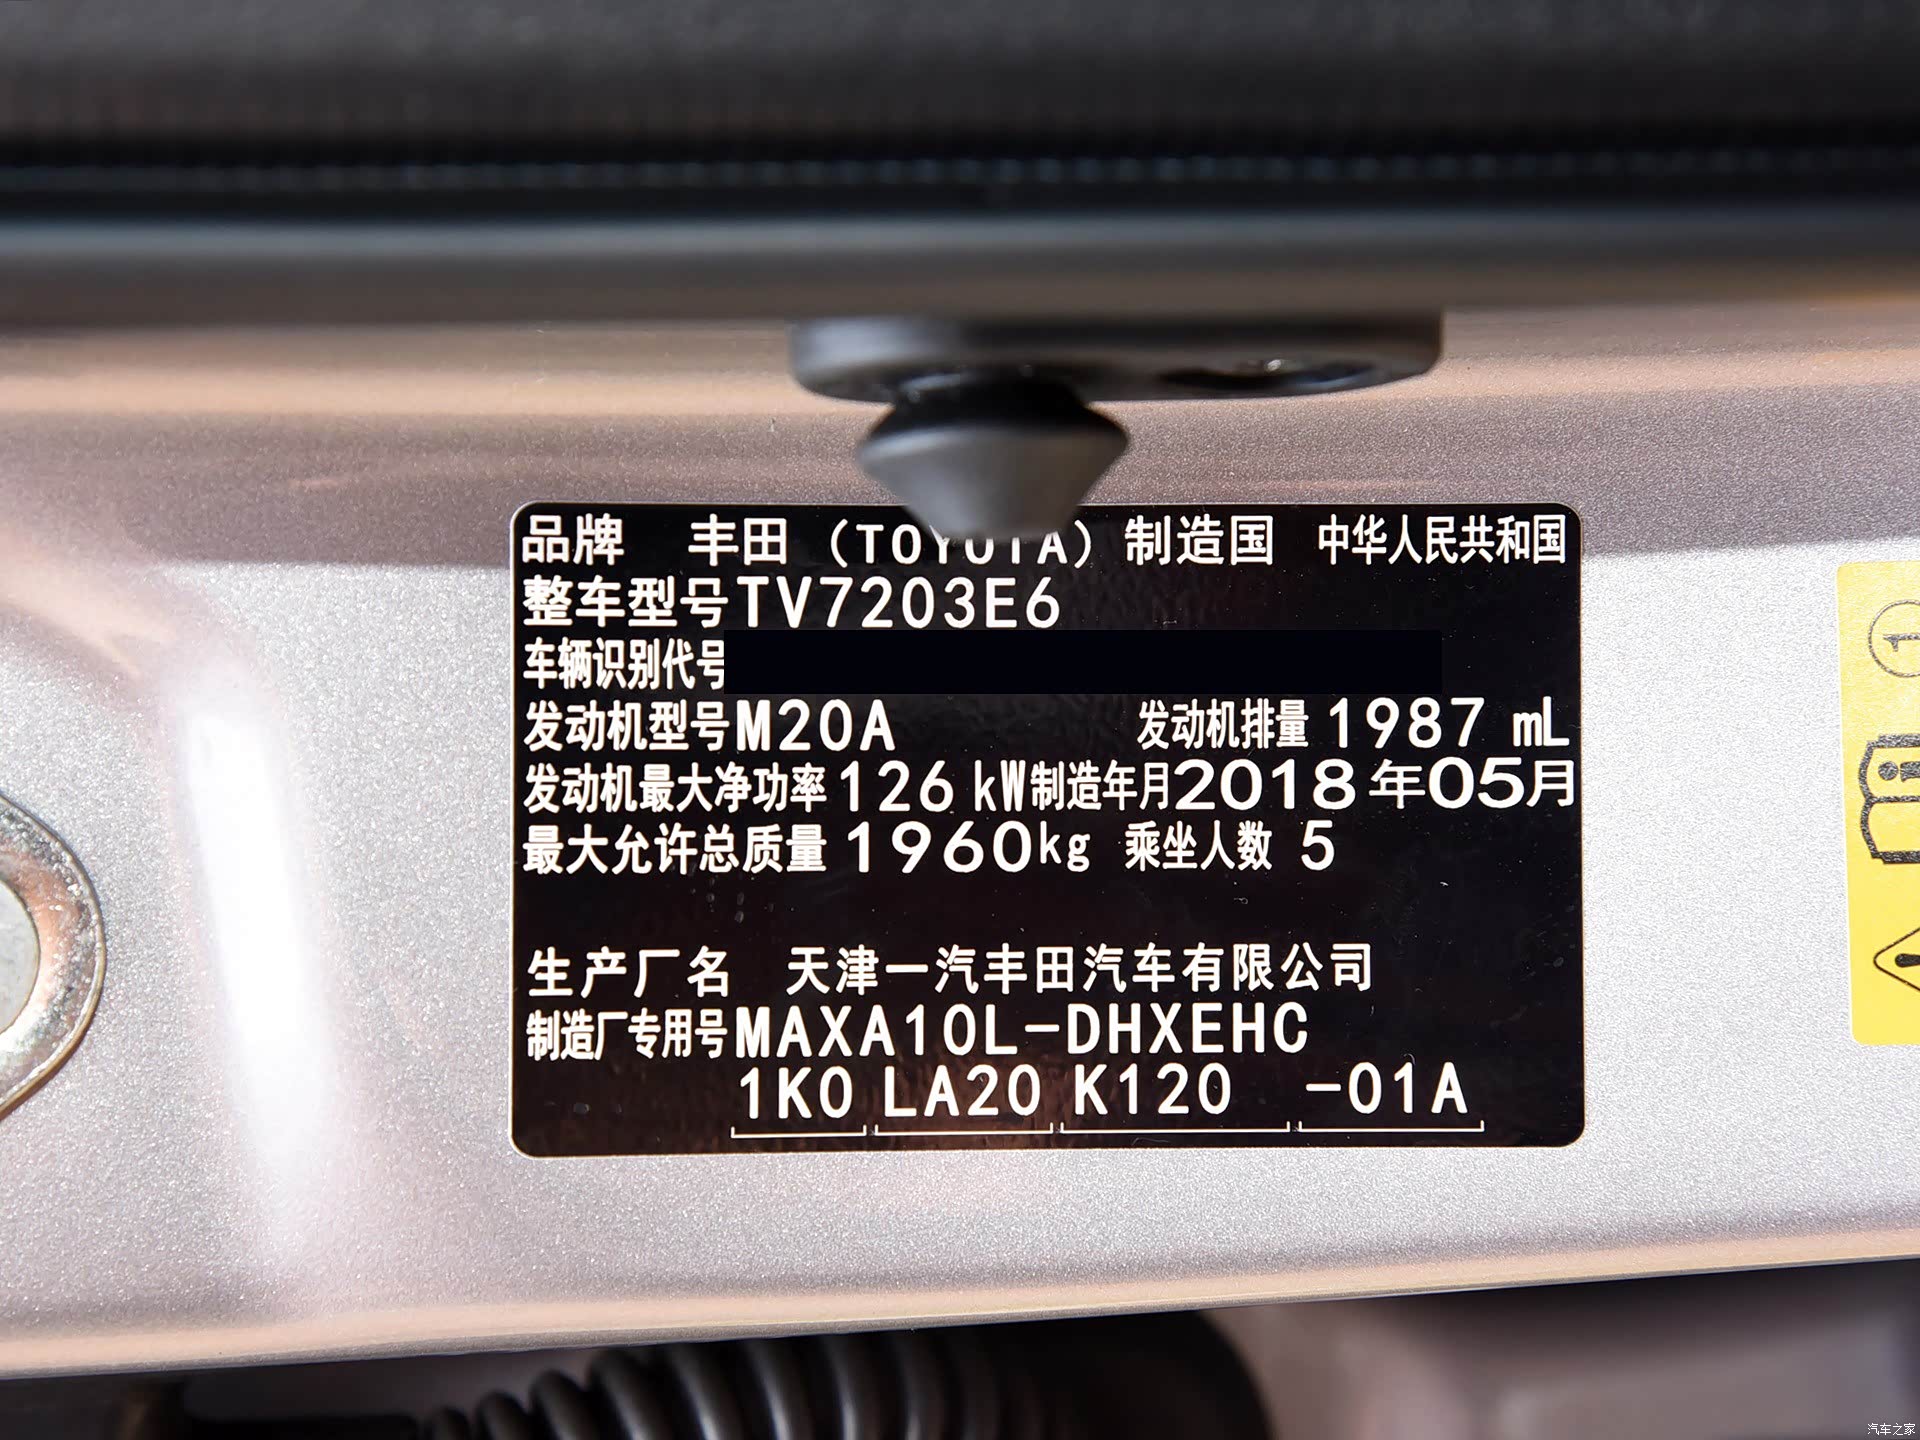 品牌 丰田（TOYOTA）制造国 中华人民共和国
整车型号TV7203E6
车辆识别代号
发动机型号M20A 发动机排量 1987 mL
发动机最大净功率 126 kW制造年月2018年05月
最大允许总质量 1960kg 乘坐人数 5
生产厂名 天津一汽丰田汽车有限公司
制造厂专用号MAXA10L-DHXEHC
1K0 LA20 K120 -01A
1
汽车之家